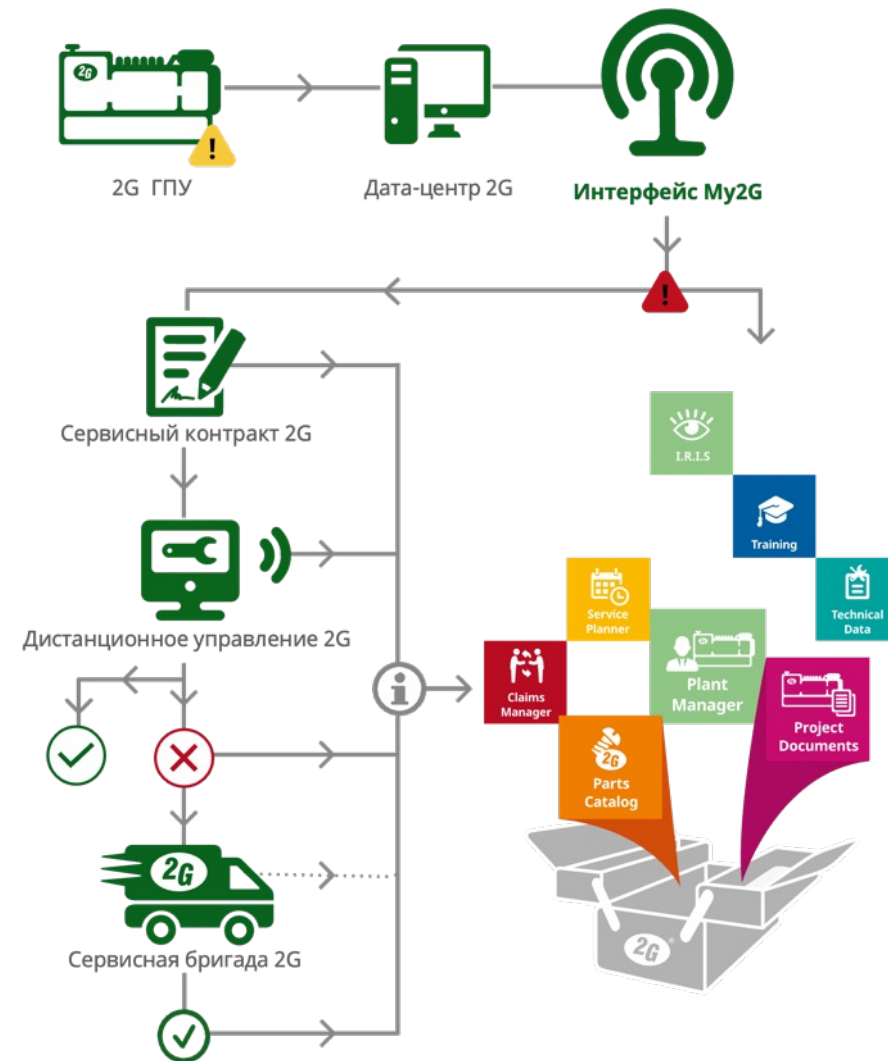 2G
!
2G ГПУ
Дата-центр 2G
Интерфейс My2G
!
Сервисный контракт 2G
I.R.I.S
Training
Дистанционное управление 2G
Service
Planner
Technical
Data
Claims
Manager
Plant
Manager
Project
Documents
i
2G
Parts
Catalog
2G
Сервисная бригада 2G
2G®